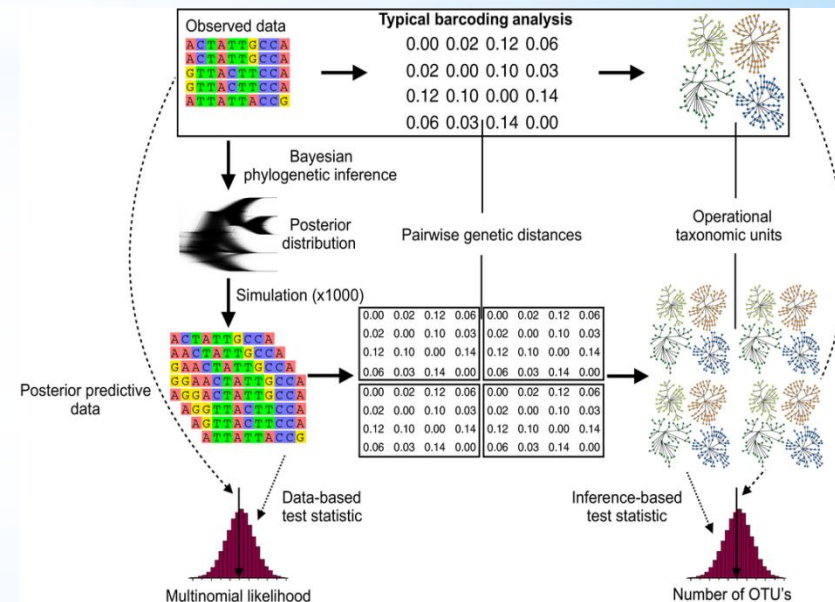 Observed data
Typical barcoding analysis
ACTATTGCCA
ACTATTGCCA
GTTACTTCCA
GTTACTTCCA
ATTATTACCG
0.00 0.02 0.12 0.06
0.02 0.00 0.10 0.03
0.12 0.10 0.00 0.14
0.06 0.03 0.14 0.00
Bayesian
phylogenetic inference
Posterior
distribution
Pairwise genetic distances
Operational
taxonomic units
Simulation (x1000)
Posterior predictive
data
ACTATTGCCA
AACTATTGCCA
GAACTATTGCCA
GGAACTATTGCCA
AGGACTATTGCCA
AGGTTACTTCCA
AGTTACTTCCA
ATTATTACCG
0.00 0.02 0.12 0.06 0.00 0.02 0.12 0.06
0.02 0.00 0.10 0.03 0.02 0.00 0.10 0.03
0.12 0.10 0.00 0.14 0.12 0.10 0.00 0.14
0.06 0.03 0.14 0.00 0.06 0.03 0.14 0.00
0.00 0.02 0.12 0.06 0.00 0.02 0.12 0.06
0.02 0.00 0.10 0.03 0.02 0.00 0.10 0.03
0.12 0.10 0.00 0.14 0.12 0.10 0.00 0.14
0.06 0.03 0.14 0.00 0.06 0.03 0.14 0.00
Data-based
test statistic
Inference-based
test statistic
Multinomial likelihood
Number of OTU's